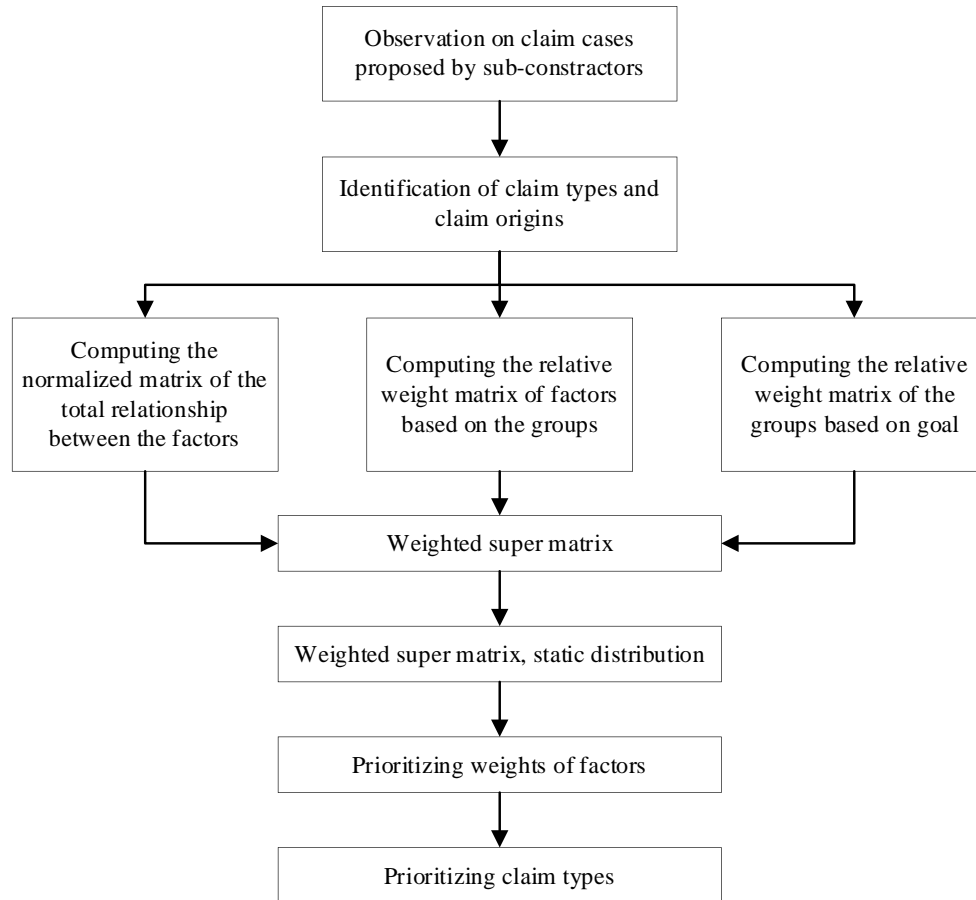 Observation on claim cases
proposed by sub-constractors
Identification of claim types and
claim origins
Computing the
normalized matrix of the
total relationship
between the factors
Computing the relative
weight matrix of factors
based on the groups
Computing the relative
weight matrix of the
groups based on goal
Weighted super matrix
Weighted super matrix, static distribution
Prioritizing weights of factors
Prioritizing claim types